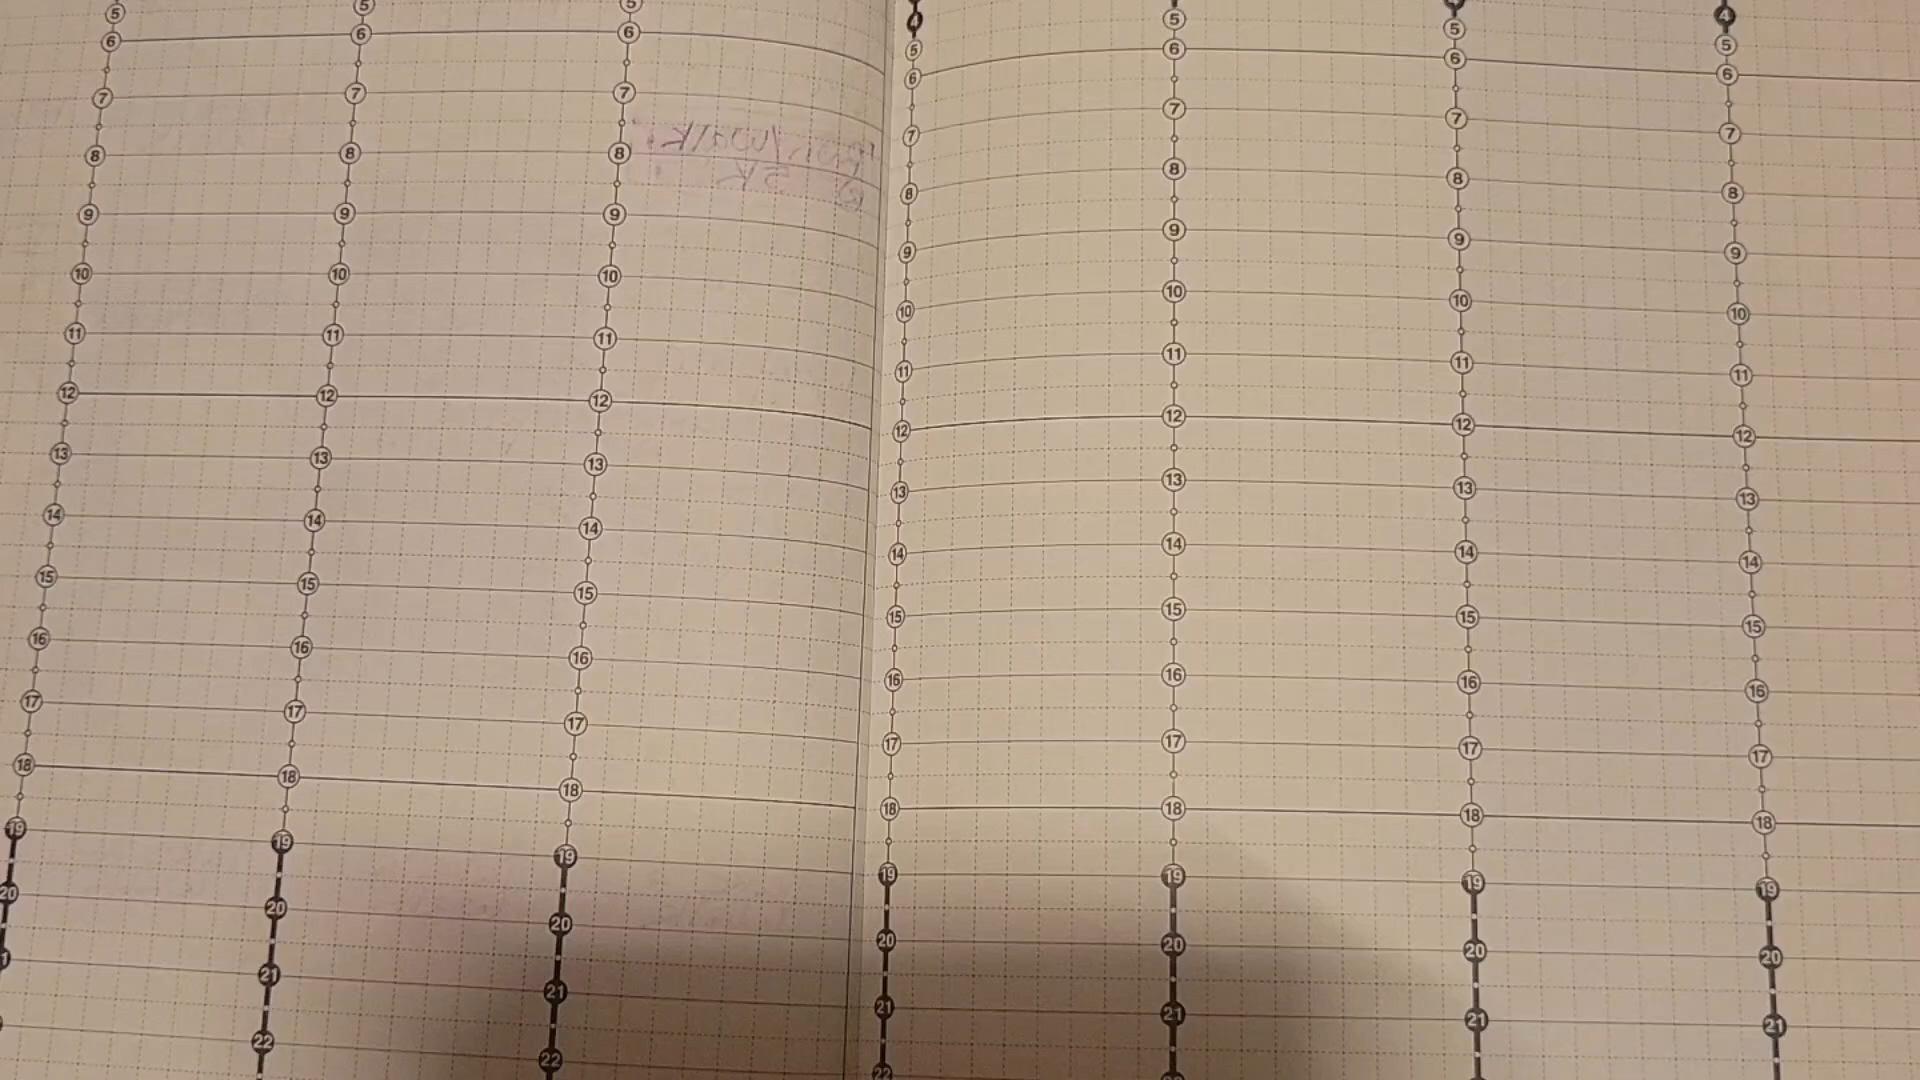 5 5 5 4 5 4 4
6 6 6 5 6 5 5
7 7 7 6 7 6 6
8 8 8 7 8 7 7
9 9 9 8 9 8 8
10 10 10 9 10 9 9
11 11 11 10 11 10 10
12 12 12 11 12 11 11
13 13 13 12 13 12 12
14 14 14 13 14 13 13
15 15 15 14 15 14 14
16 16 16 15 16 15 15
17 17 17 16 17 16 16
18 18 18 17 18 17 17
19 19 19 18 19 18 18
20 20 20 19 20 19 19
21 21 20 21 20 20
22 22 21 21 21
22
Run/Walk
5K